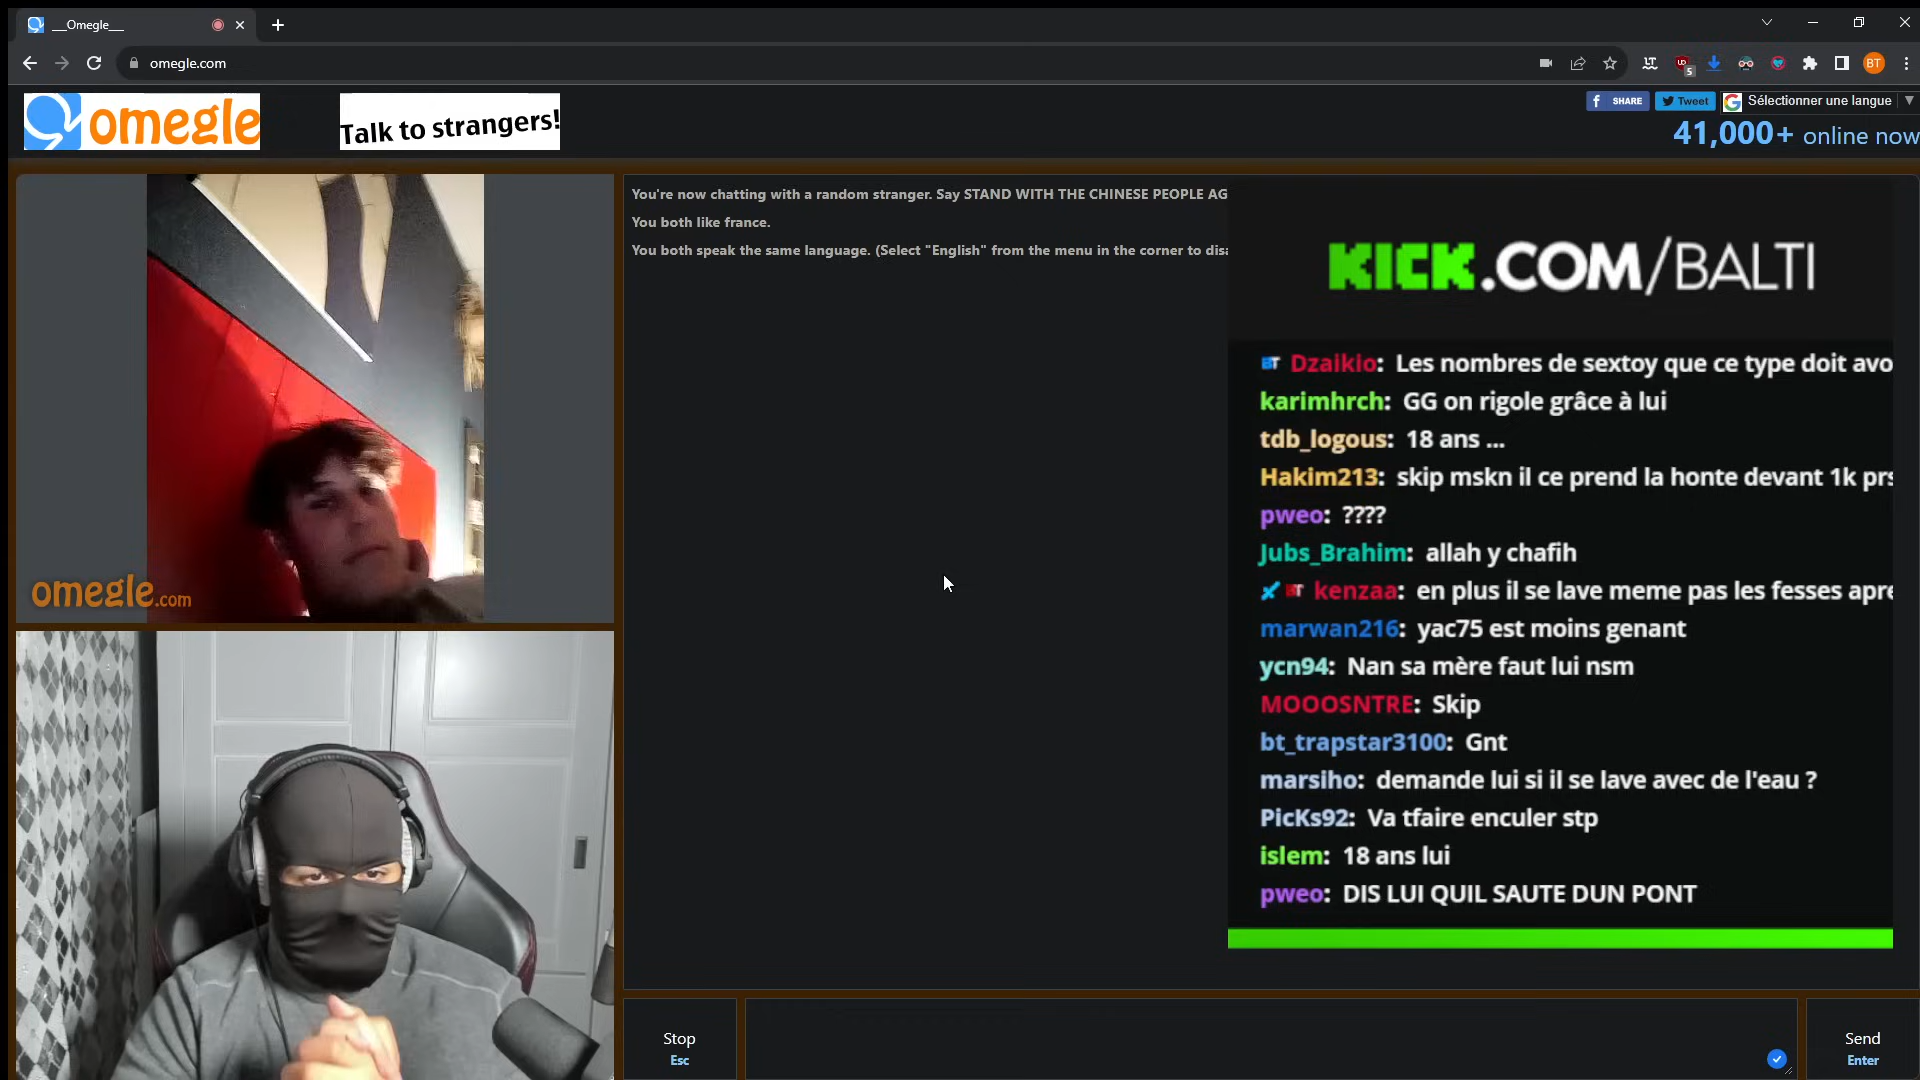 __Omegle__
omegle.com
BT
5
omegle
Talk to strangers!
SHARE
Tweet
Sélectionner une langue
41,000+ online now
omegle.com
You're now chatting with a random stranger. Say STAND WITH THE CHINESE PEOPLE AG
You both like france.
You both speak the same language. (Select "English" from the menu in the corner to disa
KICK.COM/BALTI
BT Dzaikio: Les nombres de sextoy que ce type doit avo
karimhrch: GG on rigole grâce à lui
tdb_logous: 18 ans ...
Hakim213: skip mskn il ce prend la honte devant 1k prs
pweo: ????
Jubs_Brahim: allah y chafih
BT kenzaa: en plus il se lave meme pas les fesses apre
marwan216: yac75 est moins genant
ycn94: Nan sa mère faut lui nsm
MOOOSNTRE: Skip
bt_trapstar3100: Gnt
marsiho: demande lui si il se lave avec de l'eau ?
PicKs92: Va tfaire enculer stp
islem: 18 ans lui
pweo: DIS LUI QUIL SAUTE DUN PONT
Stop
Esc
Send
Enter